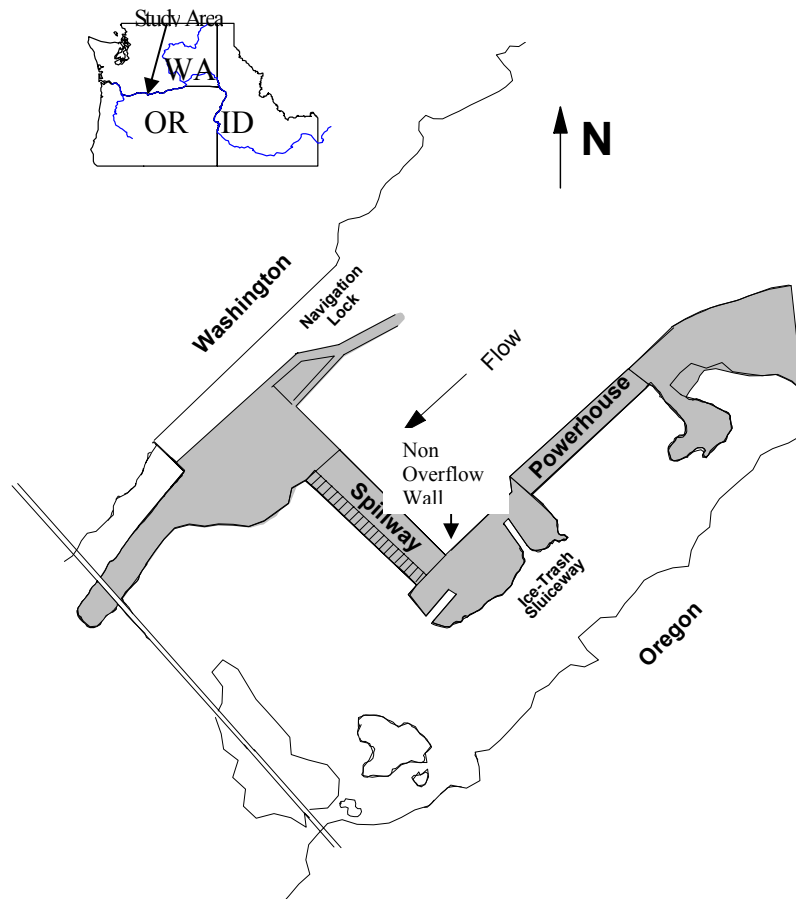 Study Area
WA
OR
ID
N
Washington
Navigation
Lock
Flow
Powerhouse
Non
Overflow
Wall
Spillway
Ice-Trash
Sluiceway
Oregon